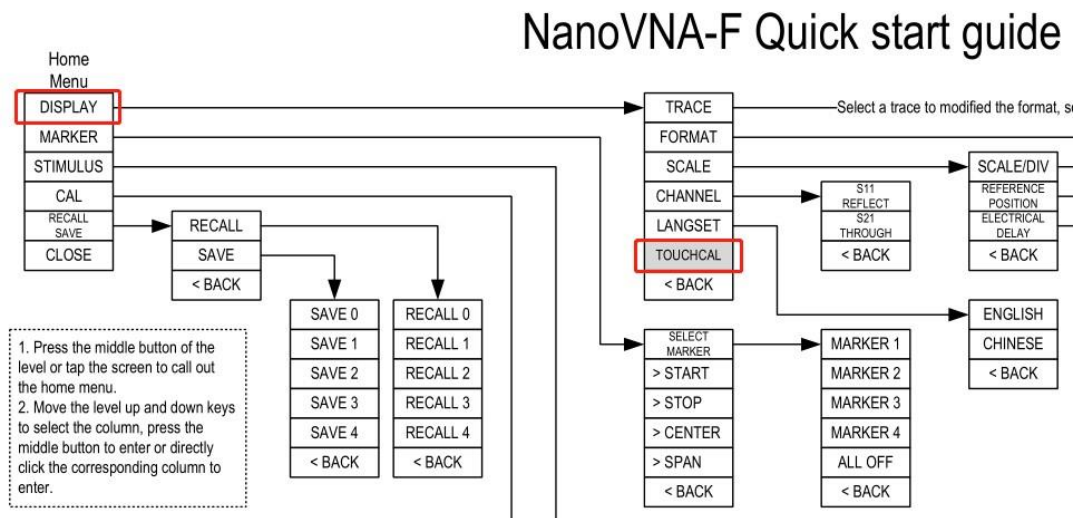 NanoVNA-F Quick start guide
Home
Menu
DISPLAY
MARKER
STIMULUS
CAL
RECALL
SAVE
CLOSE
RECALL
SAVE
< BACK
SAVE 0
SAVE 1
SAVE 2
SAVE 3
SAVE 4
< BACK
RECALL 0
RECALL 1
RECALL 2
RECALL 3
RECALL 4
< BACK
1. Press the middle button of the
level or tap the screen to call out
the home menu.
2. Move the level up and down keys
to select the column, press the
middle button to enter or directly
click the corresponding column to
enter.
TRACE
FORMAT
SCALE
CHANNEL
LANGSET
TOUCHCAL
< BACK
Select a trace to modified the format, s
S11
REFLECT
S21
THROUGH
< BACK
SCALE/DIV
REFERENCE
POSITION
ELECTRICAL
DELAY
< BACK
ENGLISH
CHINESE
< BACK
SELECT
MARKER
> START
> STOP
> CENTER
> SPAN
< BACK
MARKER 1
MARKER 2
MARKER 3
MARKER 4
ALL OFF
< BACK